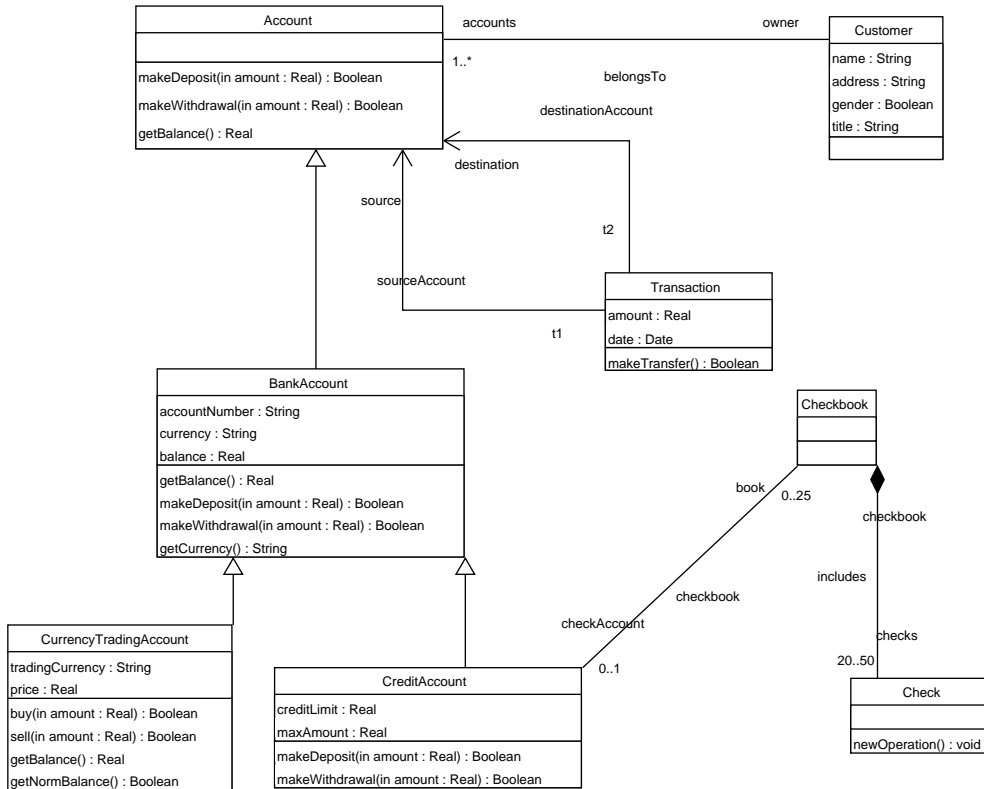 Account
makeDeposit(in amount : Real) : Boolean
makeWithdrawal(in amount : Real) : Boolean
getBalance() : Real
accounts
owner
1..*
belongsTo
Customer
name : String
address : String
gender : Boolean
title : String
destinationAccount
destination
source
t2
sourceAccount
t1
Transaction
amount : Real
date : Date
makeTransfer() : Boolean
BankAccount
accountNumber : String
currency : String
balance : Real
getBalance() : Real
makeDeposit(in amount : Real) : Boolean
makeWithdrawal(in amount : Real) : Boolean
getCurrency() : String
Checkbook
book
0..25
checkbook
includes
checkbook
checkAccount
checks
0..1
20..50
CurrencyTradingAccount
tradingCurrency : String
price : Real
buy(in amount : Real) : Boolean
sell(in amount : Real) : Boolean
getBalance() : Real
getNormBalance() : Boolean
CreditAccount
creditLimit : Real
maxAmount : Real
makeDeposit(in amount : Real) : Boolean
makeWithdrawal(in amount : Real) : Boolean
Check
newOperation() : void